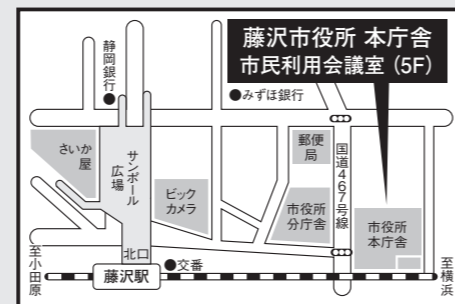 藤沢市役所 本庁舎
市民利用会議室（5F）
静岡銀行
●みずほ銀行
さいか屋
サンパール広場
ビックカメラ
郵便局
国道467号線
市役所分庁舎
市役所本庁舎
北口
●交番
至小田原
藤沢駅
至横浜